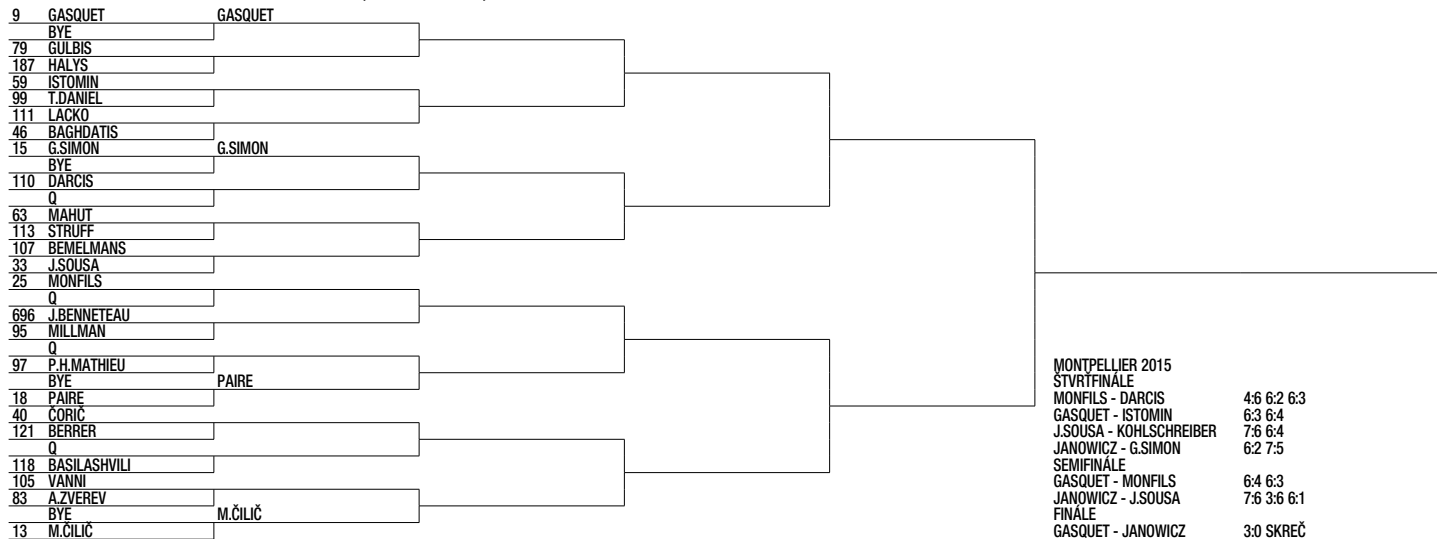 9 GASQUET GASQUET
BYE
79 GULBIS
187 HALYS
59 ISTOMIN
99 T.DANIEL
111 LACKO
46 BAGHDATIS
15 G.SIMON G.SIMON
BYE
110 DARCIS
Q
63 MAHUT
113 STRUFF
107 BEMELMANS
33 J.SOUSA
25 MONFILS
Q
696 J.BENNETEAU
95 MILLMAN
Q
97 P.H.MATHIEU
BYE PAIRE
18 PAIRE
40 ČORIČ
121 BERRER
Q
118 BASILASHVILI
105 VANNI
83 A.ZVEREV
BYE M.ČILIČ
13 M.ČILIČ
MONTPELLIER 2015
ŠTVRŤFINÁLE
MONFILS - DARCIS 4:6 6:2 6:3
GASQUET - ISTOMIN 6:3 6:4
J.SOUSA - KOHLSCHREIBER 7:6 6:4
JANOWICZ - G.SIMON 6:2 7:5
SEMIFINÁLE
GASQUET - MONFILS 6:4 6:3
JANOWICZ - J.SOUSA 7:6 3:6 6:1
FINÁLE
GASQUET - JANOWICZ 3:0 SKREČ